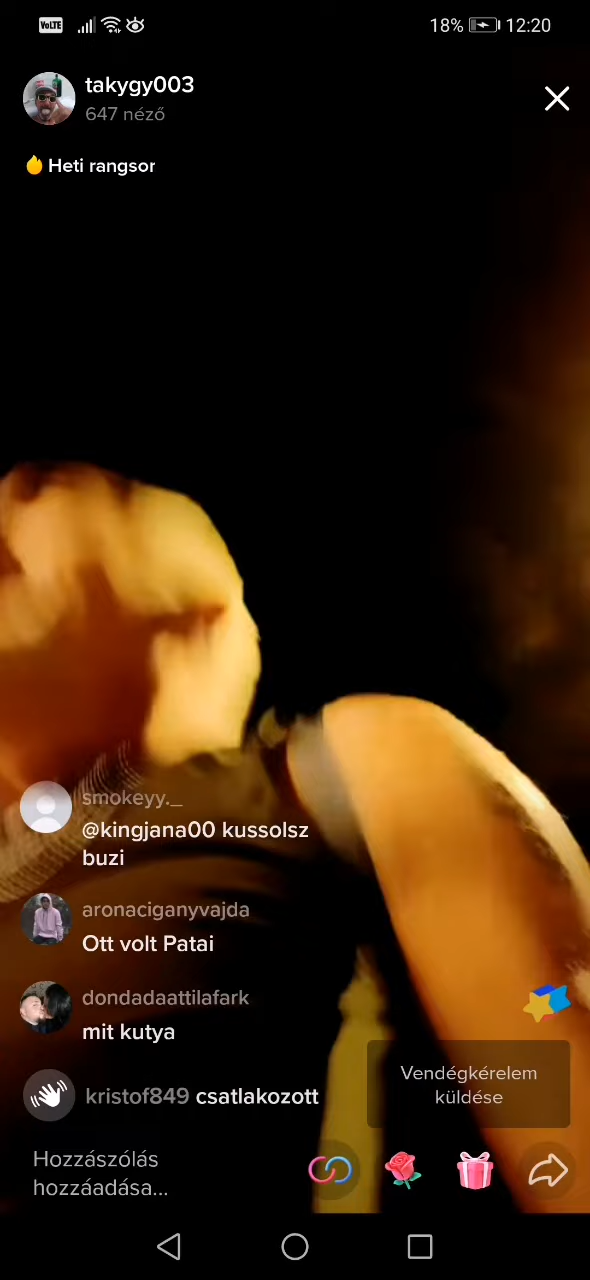 VoLTE
18% 12:20
takygy003
647 néző
Heti rangsor
smokeyy._
@kingjana00 kussolsz
buzi
aronaciganyvajda
Ott volt Patai
dondadaattilafark
mit kutya
kristof849 csatlakozott
Vendégkérelem
küldése
Hozzászólás
hozzáadása...